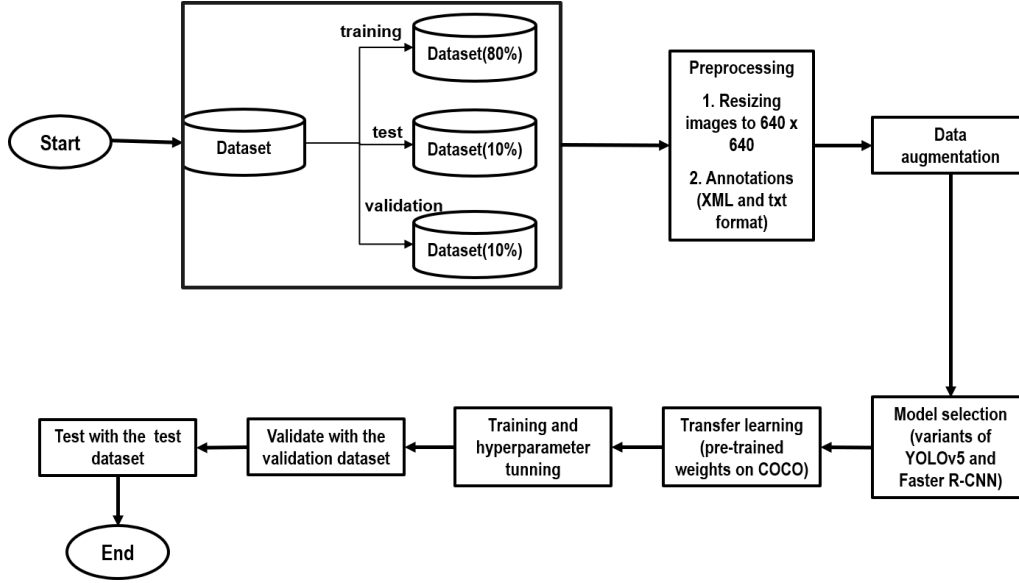 Start
Dataset
training
Dataset(80%)
test
Dataset(10%)
validation
Dataset(10%)
Preprocessing
1. Resizing
images to 640 x
640
2. Annotations
(XML and txt
format)
Data
augmentation
Model selection
(variants of
YOLOv5 and
Faster R-CNN)
Transfer learning
(pre-trained
weights on COCO)
Training and
hyperparameter
tunning
Validate with the
validation dataset
Test with the test
dataset
End